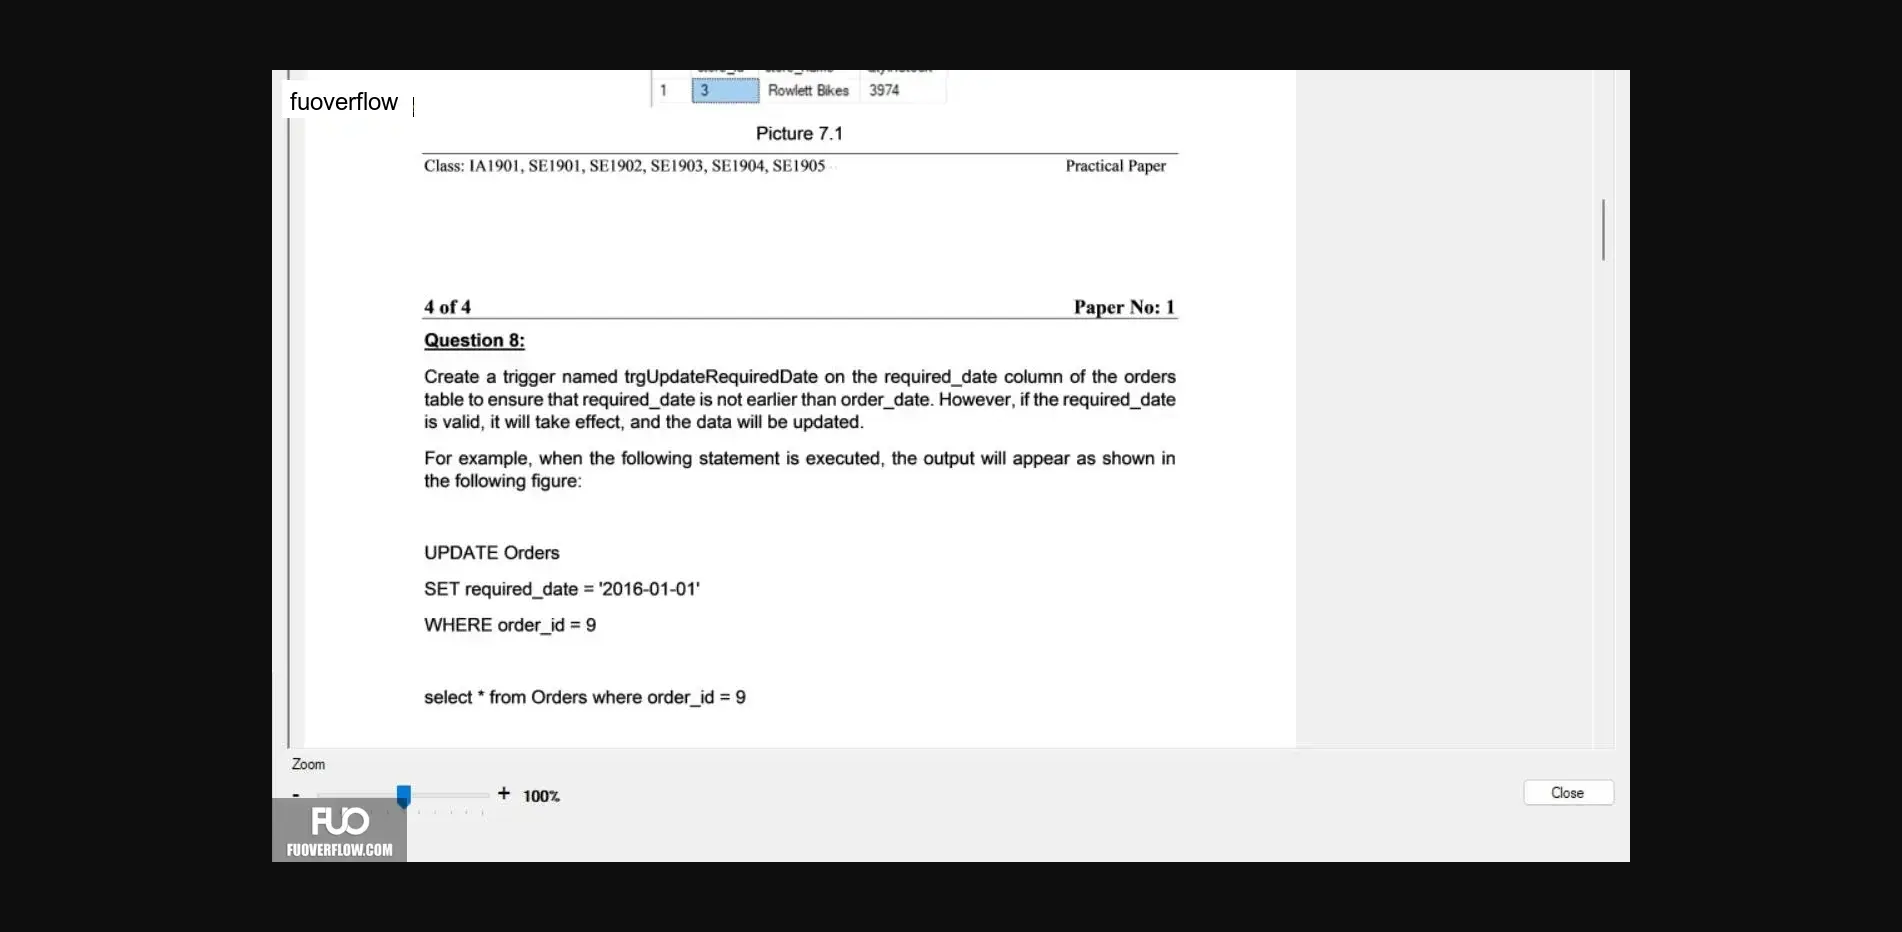 1 3 Rowlett Bikes 3974
fuoverflow
Picture 7.1
Class: IA1901, SE1901, SE1902, SE1903, SE1904, SE1905 Practical Paper
4 of 4 Paper No: 1
Question 8:
Create a trigger named trgUpdateRequiredDate on the required_date column of the orders
table to ensure that required_date is not earlier than order_date. However, if the required_date
is valid, it will take effect, and the data will be updated.
For example, when the following statement is executed, the output will appear as shown in
the following figure:
UPDATE Orders
SET required_date = '2016-01-01'
WHERE order_id = 9
select * from Orders where order_id = 9
Zoom
- + 100%
Close
FUO
FUOVERFLOW.COM